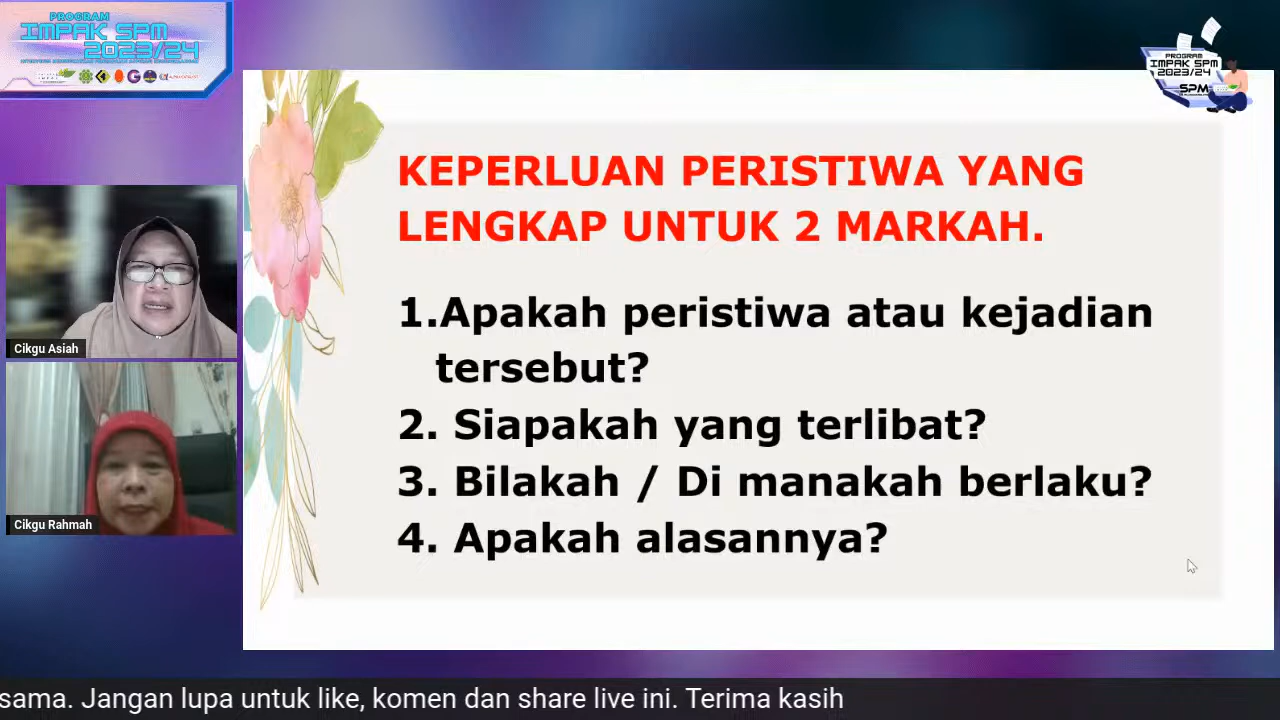 PROGRAM
IMPAK SPM
2023/24
PROGRAM
IMPAK SPM
2023/24
SPM
KEPERLUAN PERISTIWA YANG
LENGKAP UNTUK 2 MARKAH.
1.Apakah peristiwa atau kejadian
tersebut?
2. Siapakah yang terlibat?
3. Bilakah / Di manakah berlaku?
4. Apakah alasannya?
Cikgu Asiah
Cikgu Rahmah
sama. Jangan lupa untuk like, komen dan share live ini. Terima kasih